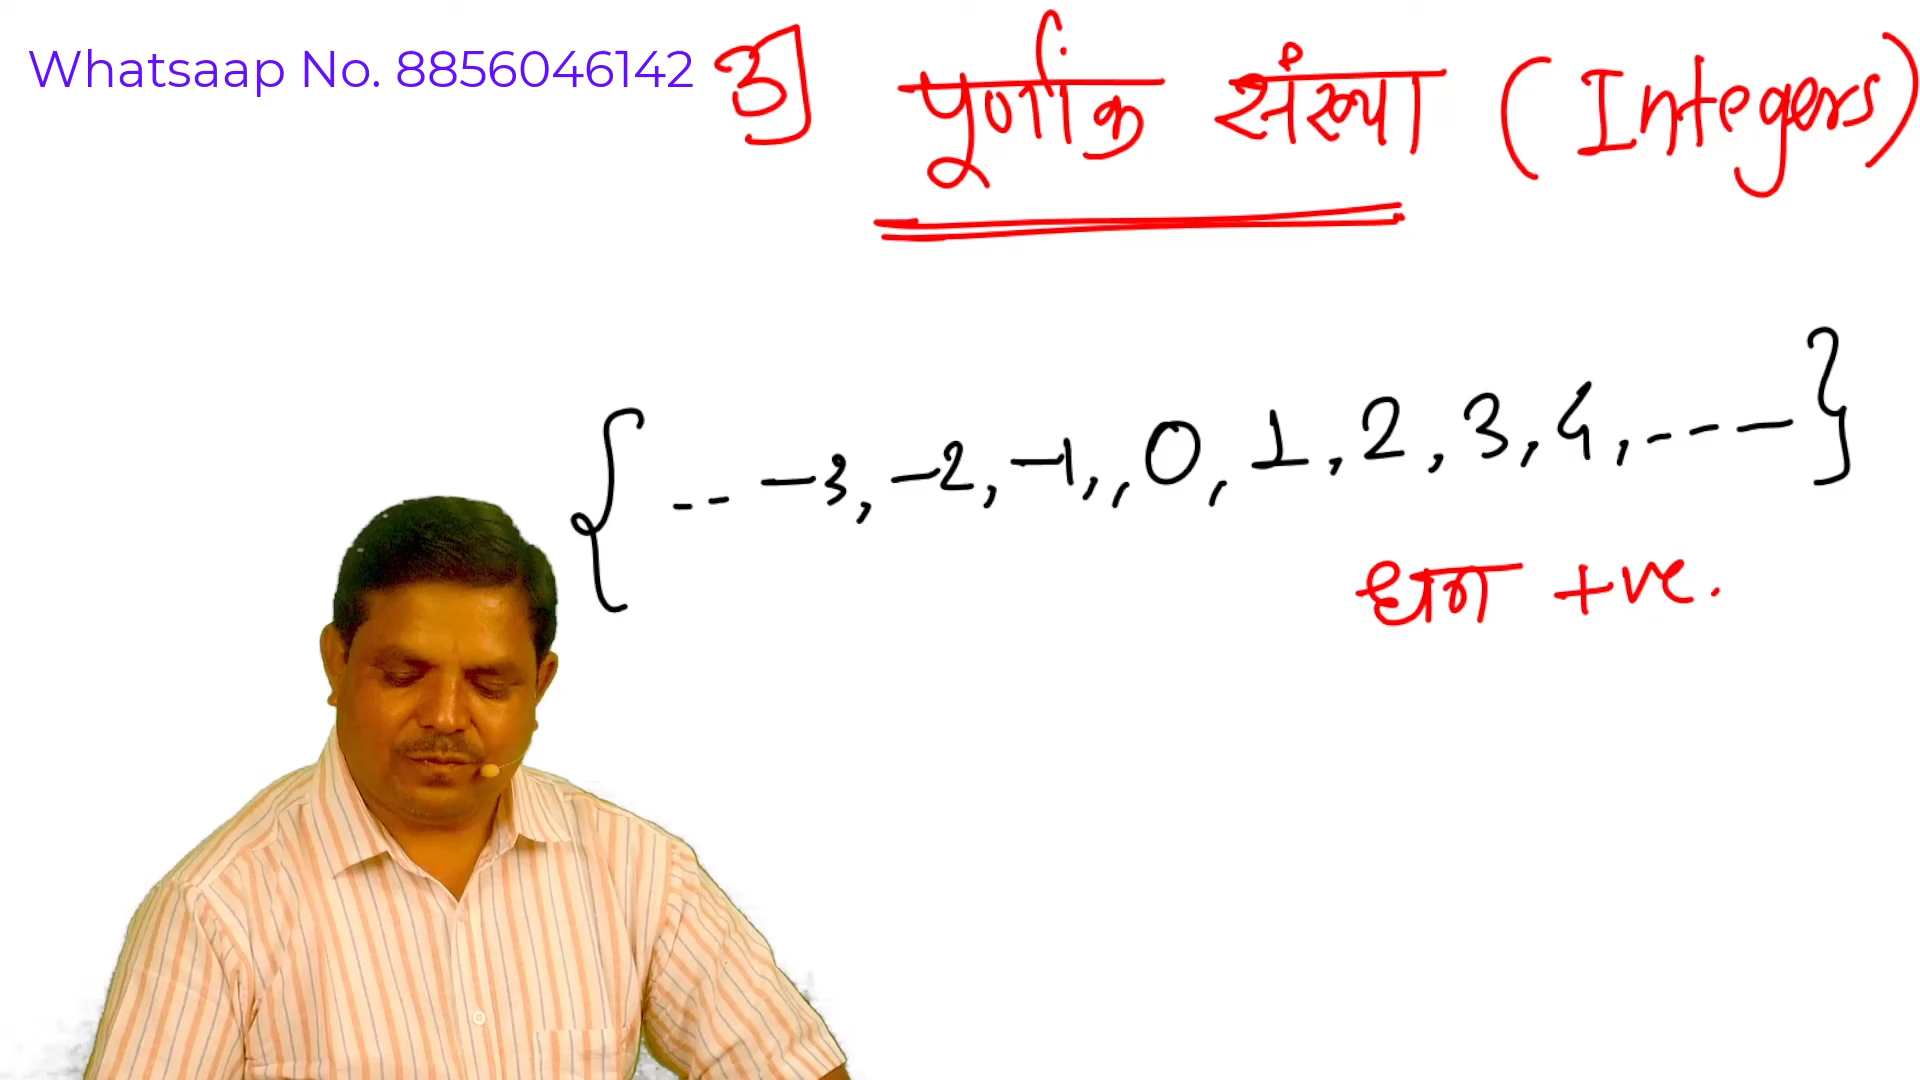 Whatsaap No. 8856046142
3] पूर्णांक संख्या (Integers)
{ -- -3, -2, -1,, 0, 1, 2, 3, 4, --- }
धन +ve.